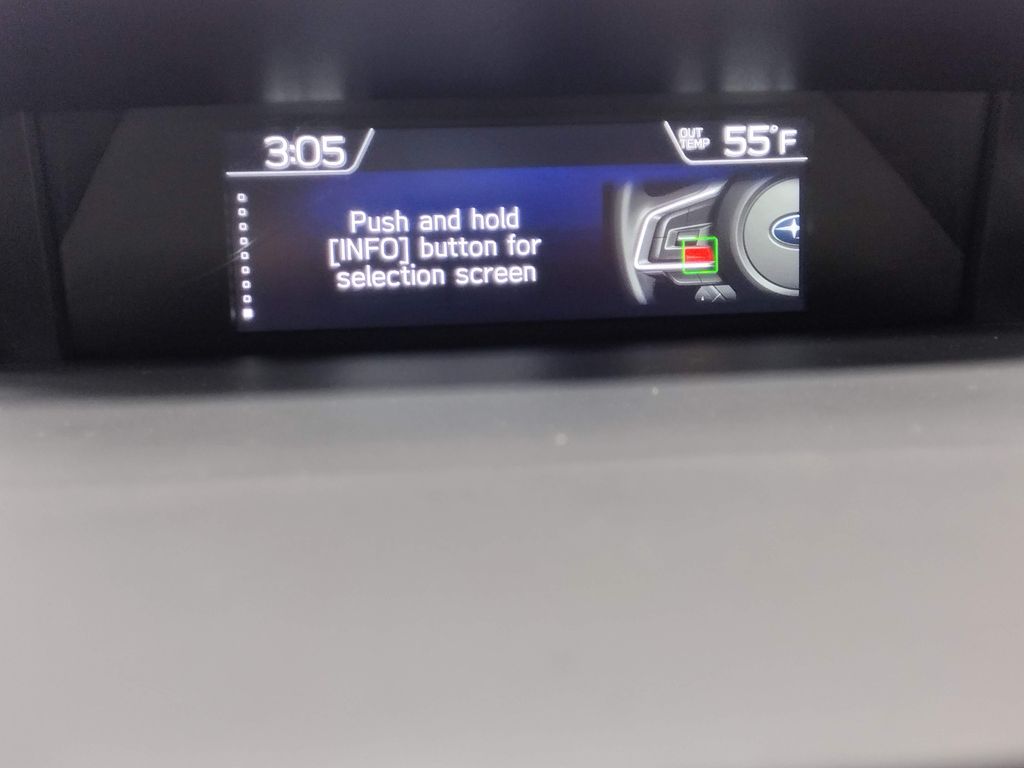 3:05
OUT
TEMP
55°F
Push and hold
[INFO] button for
selection screen